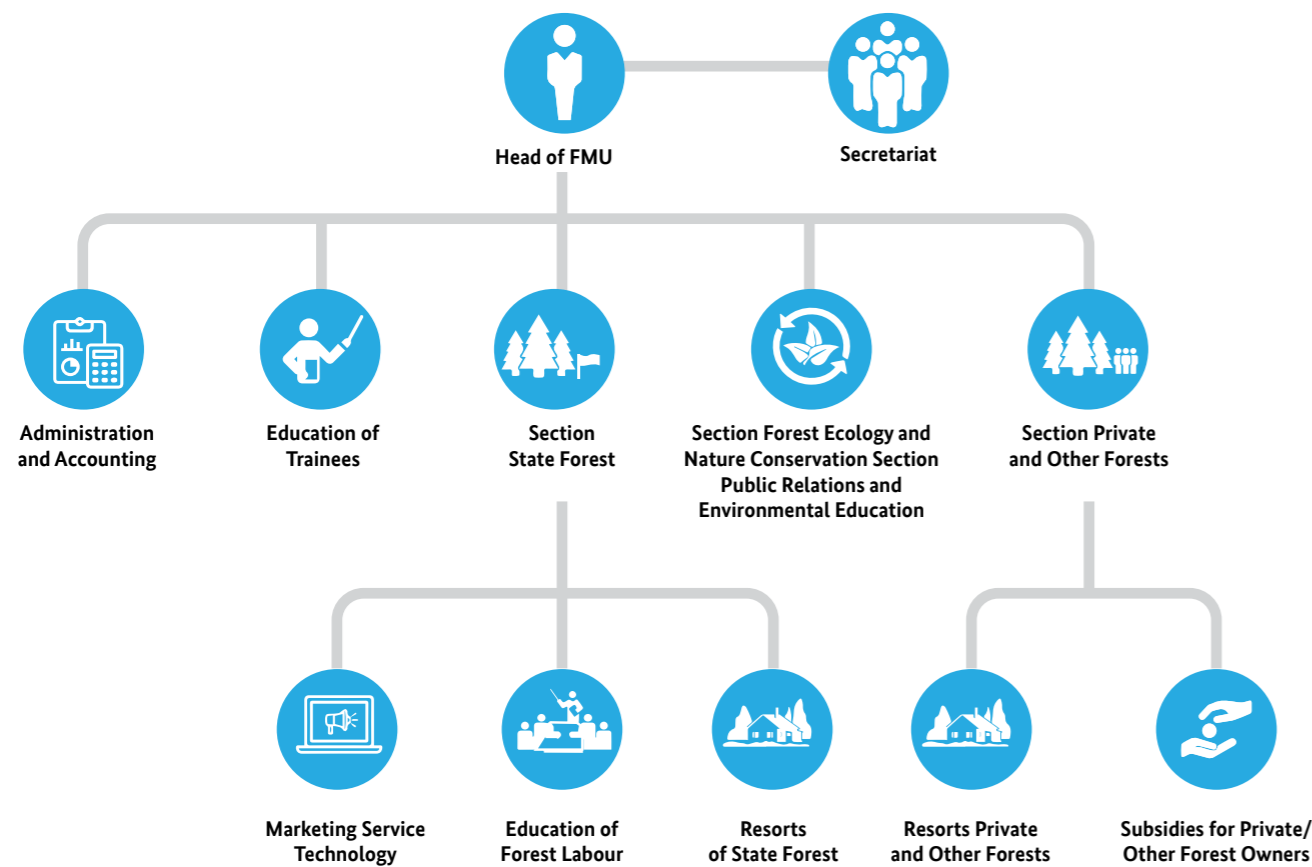 Head of FMU
Secretariat
Administration
and Accounting
Education of
Trainees
Section
State Forest
Section Forest Ecology and
Nature Conservation Section
Public Relations and
Environmental Education
Section Private
and Other Forests
Marketing Service
Technology
Education of
Forest Labour
Resorts
of State Forest
Resorts Private
and Other Forests
Subsidies for Private/
Other Forest Owners